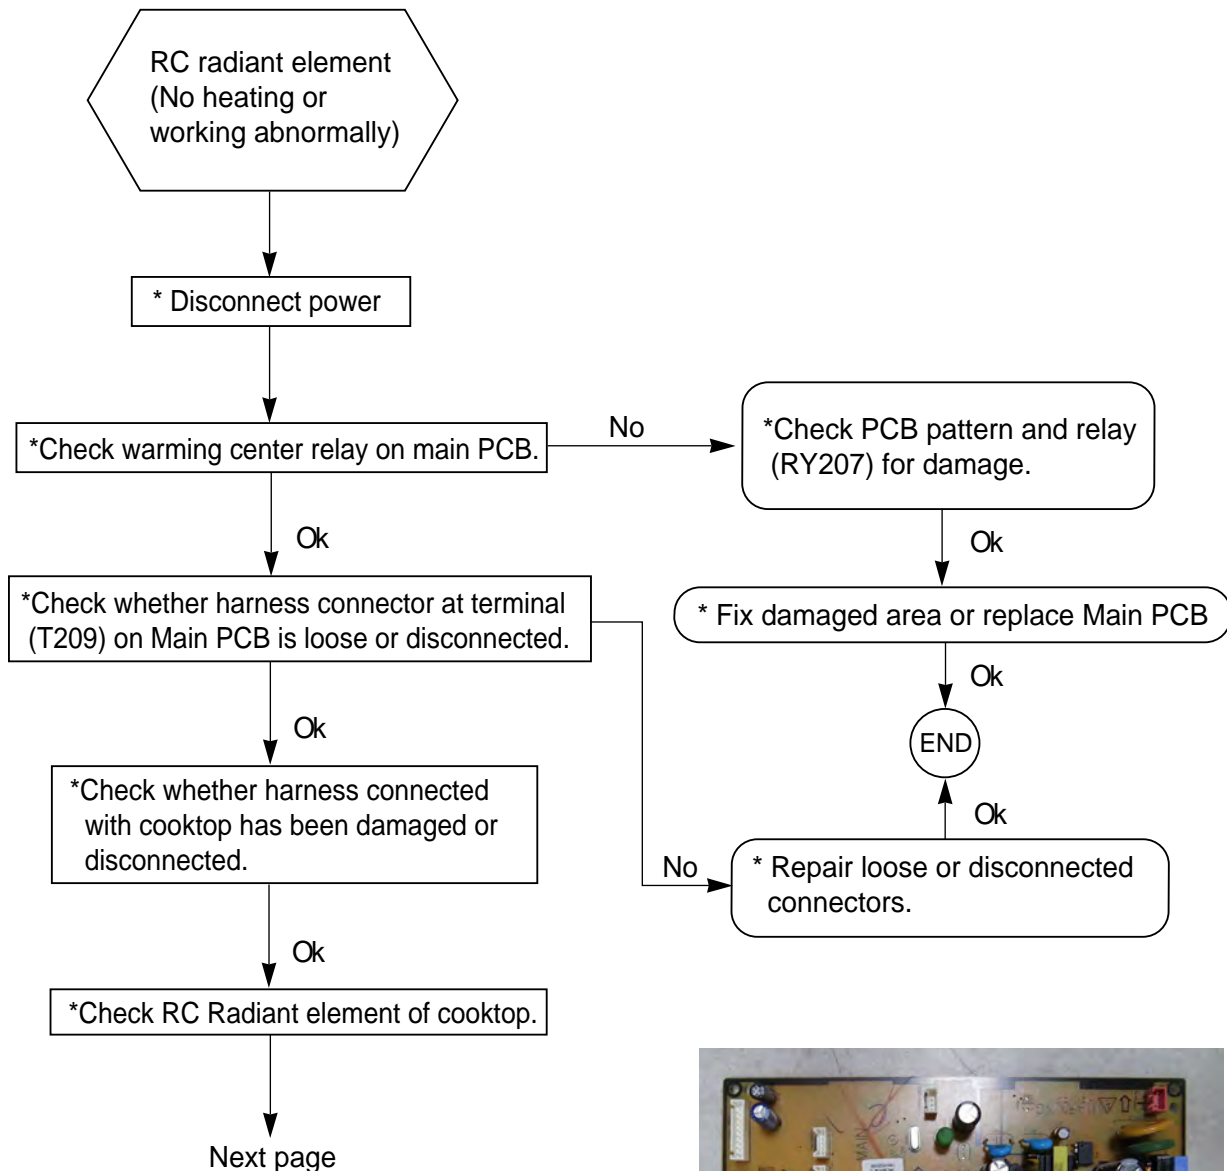 RC radiant element
(No heating or
working abnormally)
* Disconnect power
*Check warming center relay on main PCB.
No
*Check PCB pattern and relay
(RY207) for damage.
Ok
Ok
*Check whether harness connector at terminal
(T209) on Main PCB is loose or disconnected.
* Fix damaged area or replace Main PCB
Ok
Ok
END
*Check whether harness connected
with cooktop has been damaged or
disconnected.
Ok
No
* Repair loose or disconnected
connectors.
Ok
*Check RC Radiant element of cooktop.
Next page
MAIN